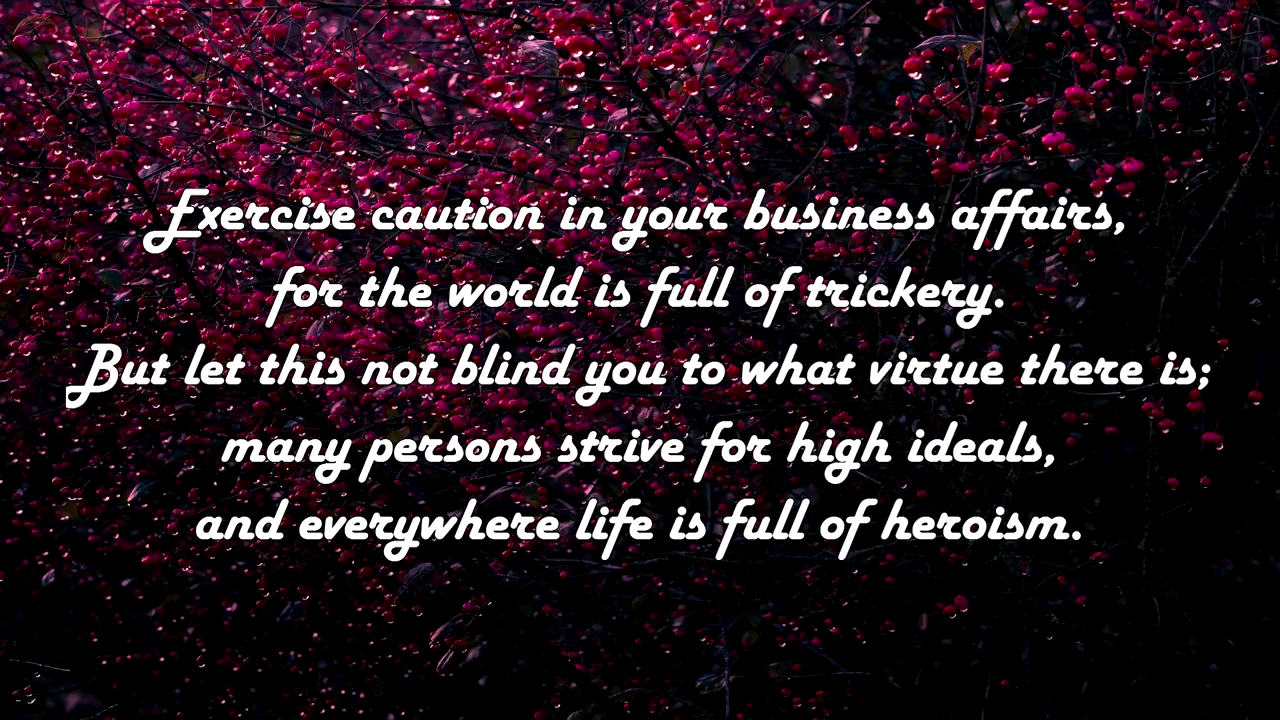 Exercise caution in your business affairs,
for the world is full of trickery.
But let this not blind you to what virtue there is;
many persons strive for high ideals,
and everywhere life is full of heroism.